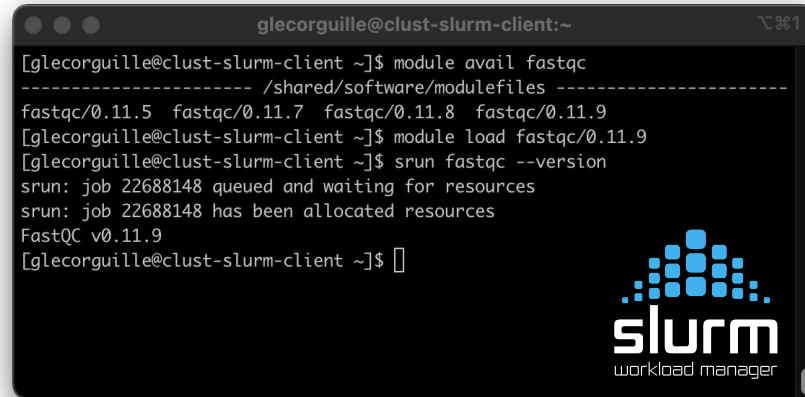 glecorguille@clust-slurm-client:~
⌥⌘1
[glecorguille@clust-slurm-client ~]$ module avail fastqc
----------------------- /shared/software/modulefiles -----------------------
fastqc/0.11.5  fastqc/0.11.7  fastqc/0.11.8  fastqc/0.11.9
[glecorguille@clust-slurm-client ~]$ module load fastqc/0.11.9
[glecorguille@clust-slurm-client ~]$ srun fastqc --version
srun: job 22688148 queued and waiting for resources
srun: job 22688148 has been allocated resources
FastQC v0.11.9
[glecorguille@clust-slurm-client ~]$
slurm
workload manager